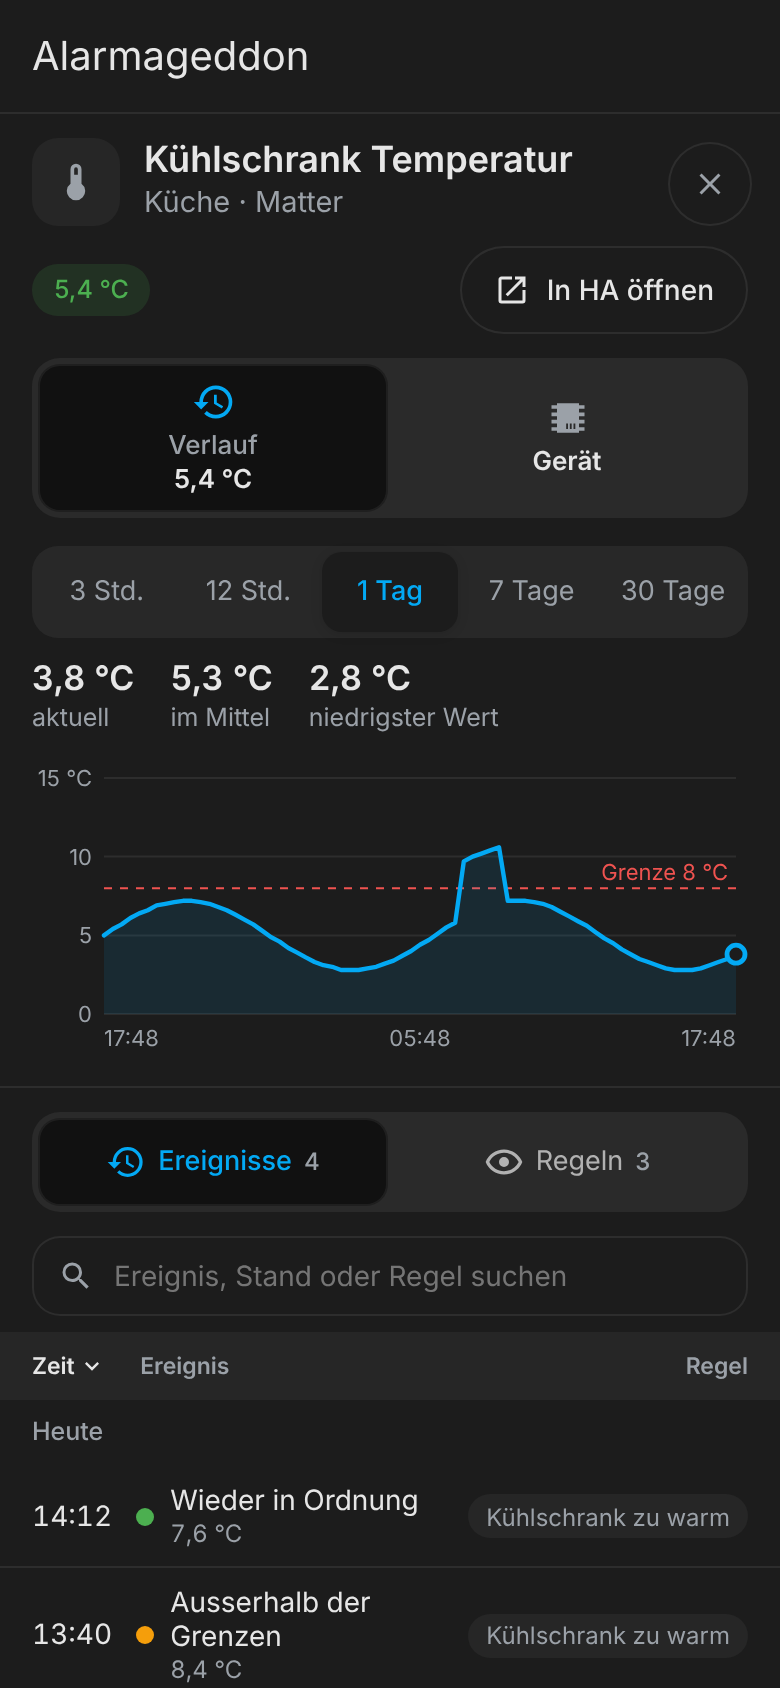 Alarmageddon
Kühlschrank Temperatur
Küche · Matter
5,4 °C
In HA öffnen
Verlauf
5,4 °C
Gerät
3 Std.
12 Std.
1 Tag
7 Tage
30 Tage
3,8 °C
aktuell
5,3 °C
im Mittel
2,8 °C
niedrigster Wert
15 °C
10
Grenze 8 °C
5
0
17:48
05:48
17:48
Ereignisse 4
Regeln 3
Ereignis, Stand oder Regel suchen
Zeit
Ereignis
Regel
Heute
14:12
Wieder in Ordnung
7,6 °C
Kühlschrank zu warm
13:40
Ausserhalb der
Grenzen
8,4 °C
Kühlschrank zu warm